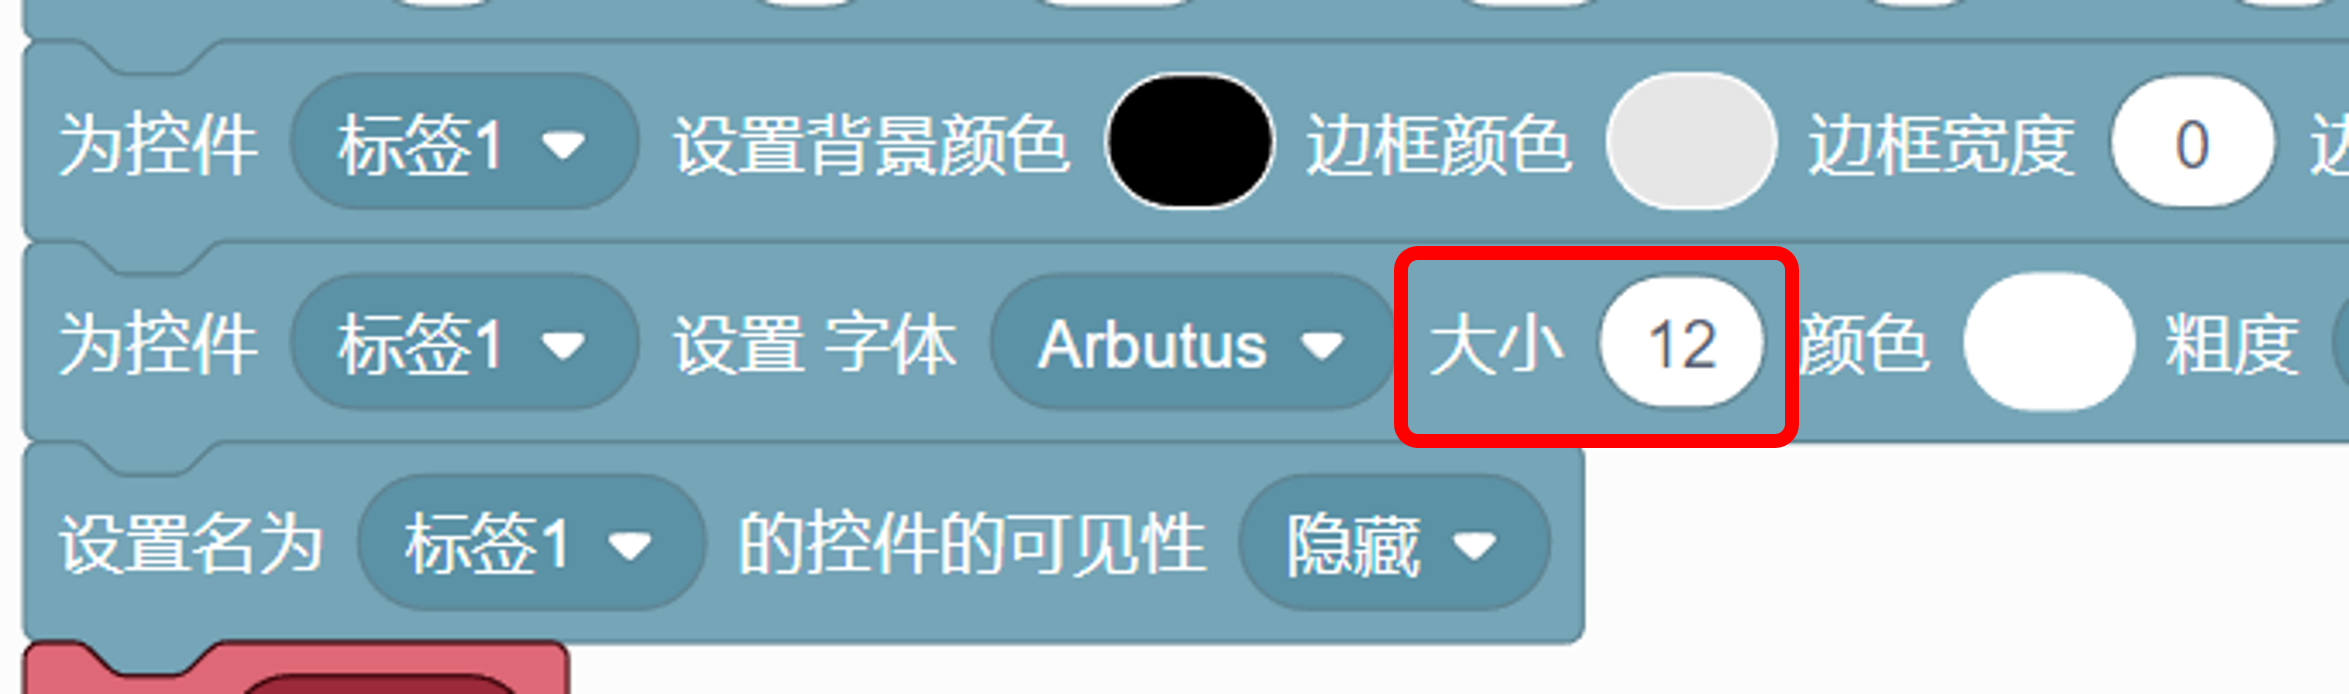 为控件 标签1 设置背景颜色 边框颜色 边框宽度 0
为控件 标签1 设置 字体 Arbutus 大小 12 颜色 粗度
设置名为 标签1 的控件的可见性 隐藏